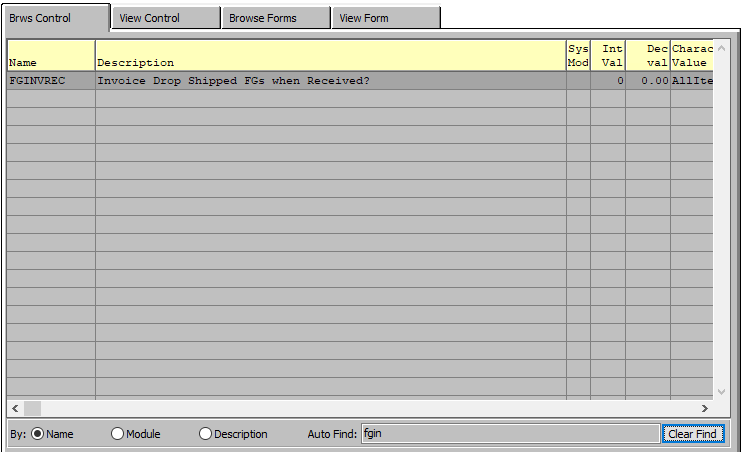 Brws Control View Control Browse Forms View Form
Sys Int Dec Charac
Name Description Mod Val val Value
FGINVREC Invoice Drop Shipped FGs when Received? 0 0.00 AllIte
By: Name Module Description Auto Find: fgin Clear Find